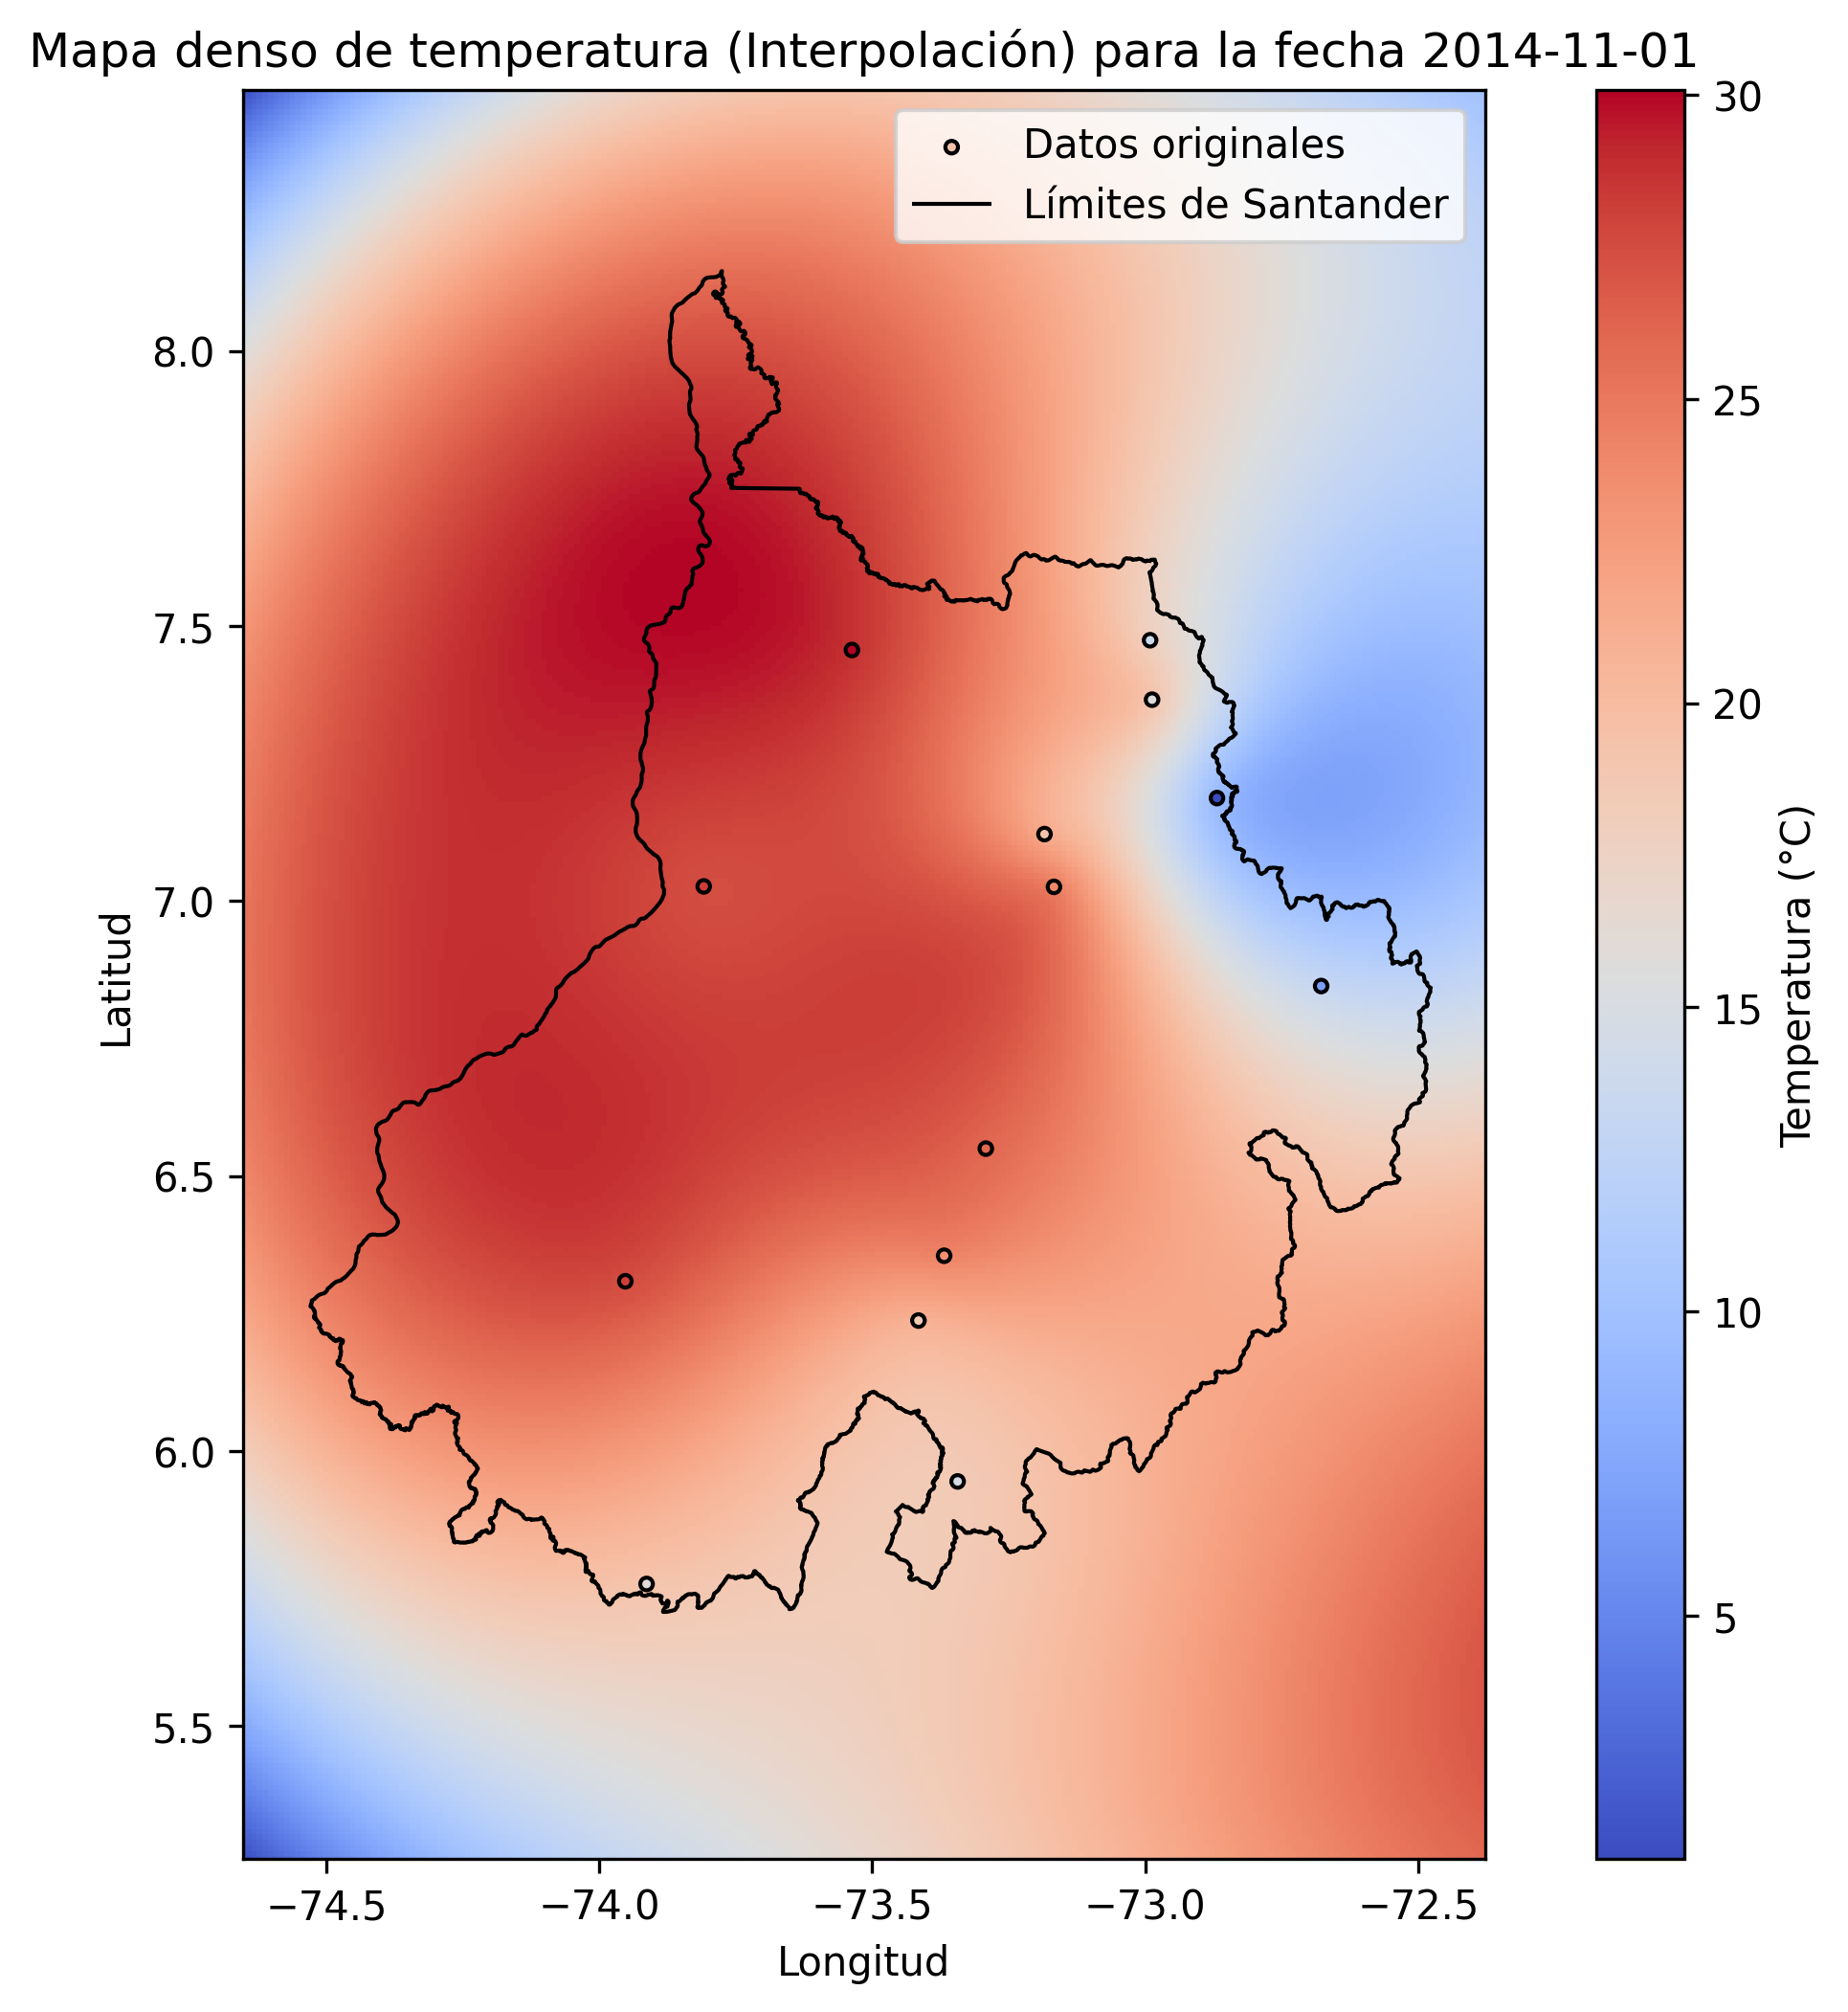 Mapa denso de temperatura (Interpolación) para la fecha 2014-11-01
Datos originales
Límites de Santander
8.0
7.5
7.0
6.5
6.0
5.5
Latitud
−74.5
−74.0
−73.5
−73.0
−72.5
Longitud
30
25
20
15
10
5
Temperatura (°C)